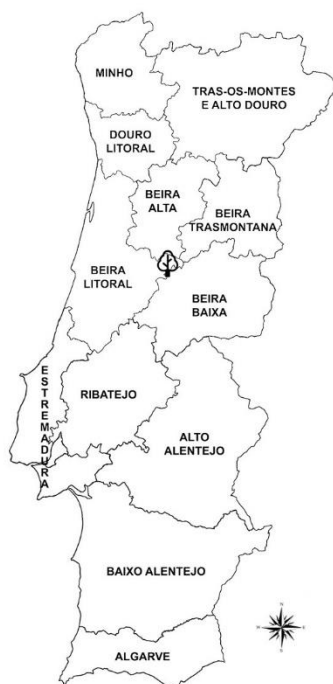 MINHO
TRAS-OS-MONTES
E ALTO DOURO
DOURO
LITORAL
BEIRA
ALTA
BEIRA
TRASMONTANA
BEIRA
LITORAL
BEIRA
BAIXA
ESTREMADURA
RIBATEJO
ALTO
ALENTEJO
BAIXO ALENTEJO
ALGARVE